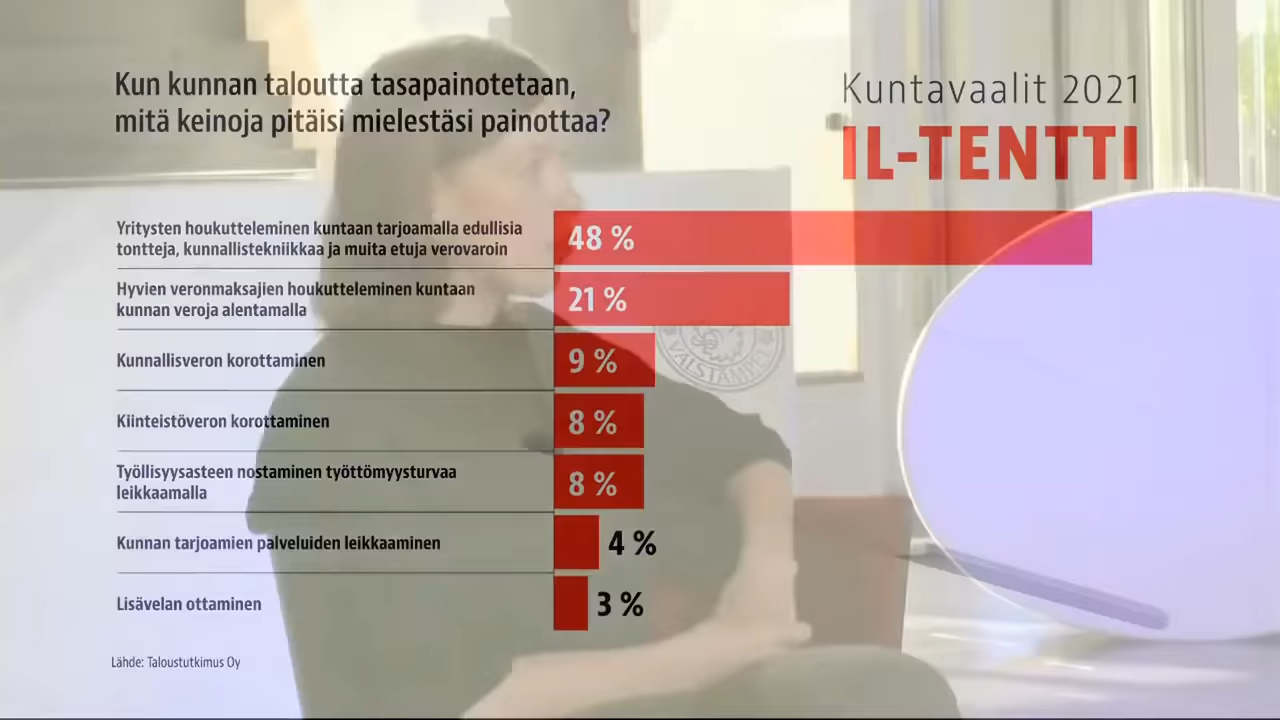 Kun kunnan taloutta tasapainotetaan,
mitä keinoja pitäisi mielestäsi painottaa?
Kuntavaalit 2021
IL-TENTTI
Yritysten houkutteleminen kuntaan tarjoamalla edullisia
tontteja, kunnallistekniikkaa ja muita etuja verovaroin
48 %
Hyvien veronmaksajien houkutteleminen kuntaan
kunnan veroja alentamalla
21 %
Kunnallisveron korottaminen
9 %
Kiinteistöveron korottaminen
8 %
Työllisyysasteen nostaminen työttömyysturvaa
leikkaamalla
8 %
Kunnan tarjoamien palveluiden leikkaaminen
4 %
Lisävelan ottaminen
3 %
Lähde: Taloustutkimus Oy
VALSTÄMPEL